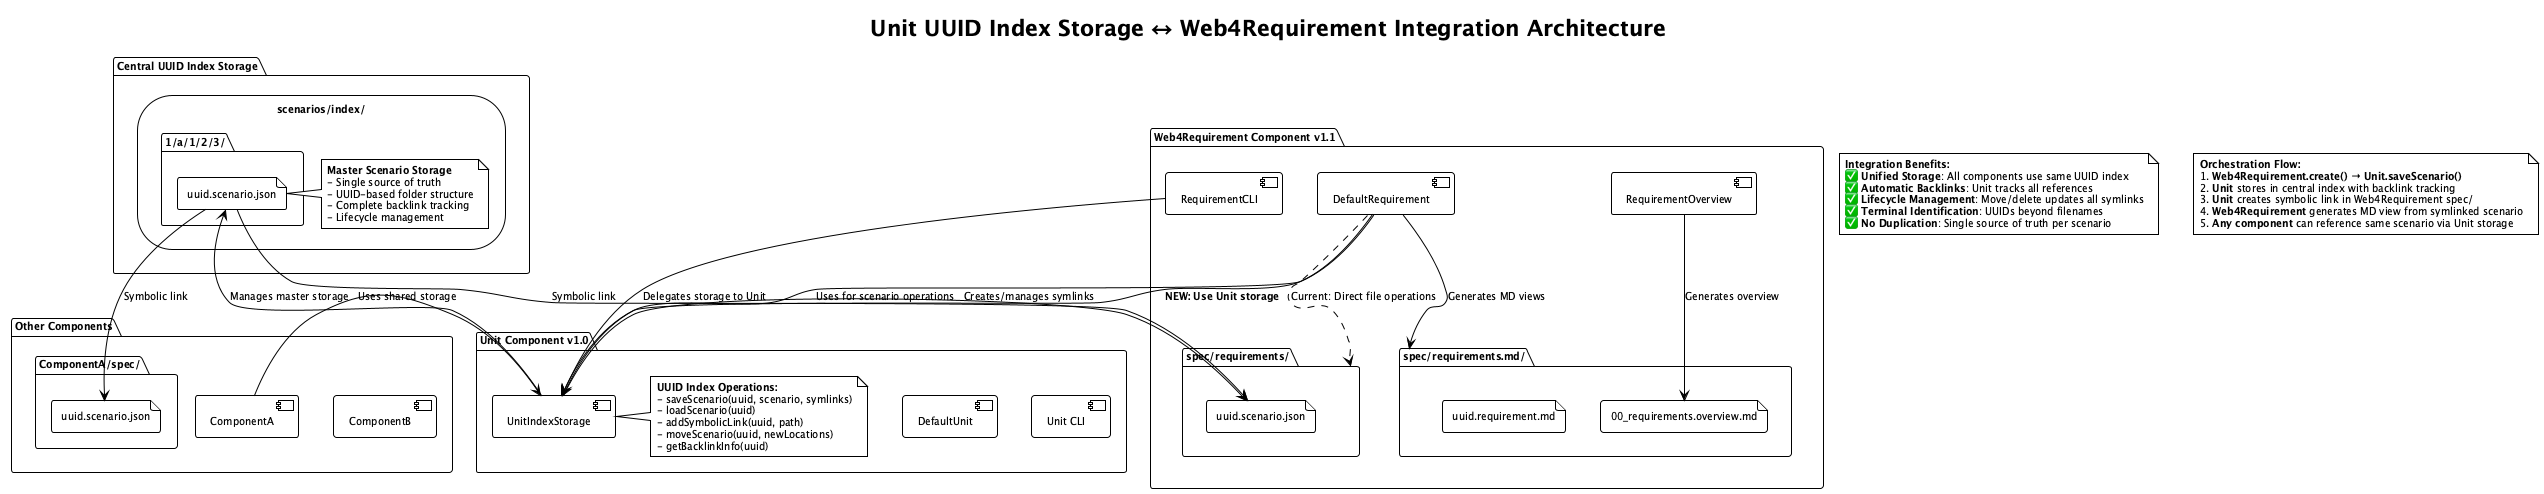 Unit UUID Index Storage ↔ Web4Requirement Integration Architecture
Central UUID Index Storage
scenarios/index/
1/a/1/2/3/
uuid.scenario.json
Master Scenario Storage
– Single source of truth
– UUID-based folder structure
– Complete backlink tracking
– Lifecycle management
Web4Requirement Component v1.1
RequirementCLI
DefaultRequirement
RequirementOverview
Integration Benefits:
✅ Unified Storage: All components use same UUID index
✅ Automatic Backlinks: Unit tracks all references
✅ Lifecycle Management: Move/delete updates all symlinks
✅ Terminal Identification: UUIDs beyond filenames
✅ No Duplication: Single source of truth per scenario
Orchestration Flow:
1. Web4Requirement.create() → Unit.saveScenario()
2. Unit stores in central index with backlink tracking
3. Unit creates symbolic link in Web4Requirement spec/
4. Web4Requirement generates MD view from symlinked scenario
5. Any component can reference same scenario via Unit storage
Symbolic link
Manages master storage
Uses shared storage
Symbolic link
Delegates storage to Unit
Uses for scenario operations
Creates/manages symlinks
NEW: Use Unit storage
Current: Direct file operations
Generates MD views
Generates overview
Other Components
ComponentA/spec/
uuid.scenario.json
ComponentA
ComponentB
Unit Component v1.0
UnitIndexStorage
UUID Index Operations:
– saveScenario(uuid, scenario, symlinks)
– loadScenario(uuid)
– addSymbolicLink(uuid, path)
– moveScenario(uuid, newLocations)
– getBacklinkInfo(uuid)
DefaultUnit
Unit CLI
spec/requirements/
uuid.scenario.json
spec/requirements.md/
uuid.requirement.md
00_requirements.overview.md